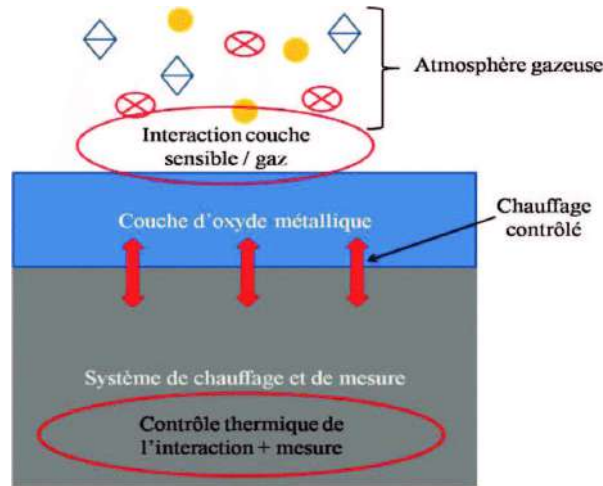 Atmosphère gazeuse
Interaction couche
sensible / gaz
Couche d'oxyde métallique
Chauffage
contrôlé
Système de chauffage et de mesure
Contrôle thermique de
l'interaction + mesure